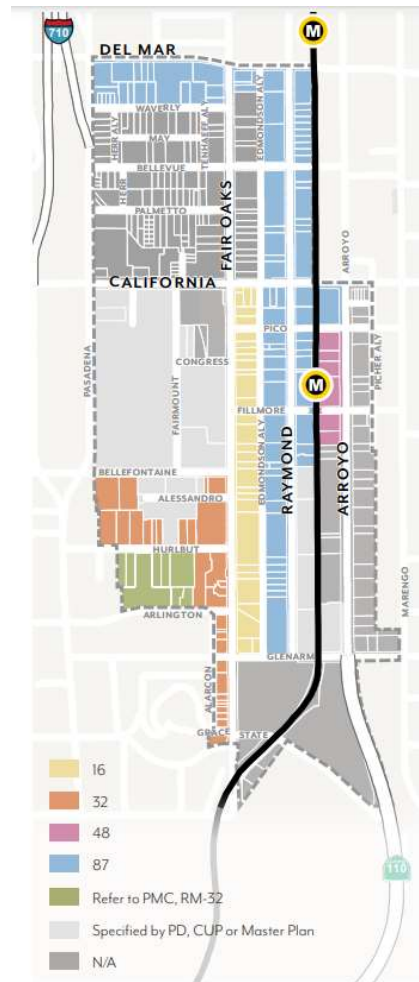 M
710
DEL MAR
WAVERLY
HERR ALY
MAY
TENHAEFF ALY
EDMONDSON ALY
BELLEVUE
HERR
PALMETTO
FAIR OAKS
ARROYO
CALIFORNIA
PICO
PICHER ALY
PASADENA
CONGRESS
M
FAIRMOUNT
FILLMORE
EDMONDSON ALY
RAYMOND
ARROYO
BELLEFONTAINE
ALESSANDRO
HURLBUT
MARENGO
ARLINGTON
GLENARM
ALARCON
GRACE
STATE
16
32
48
87
110
Refer to PMC, RM-32
Specified by PD, CUP or Master Plan
N/A